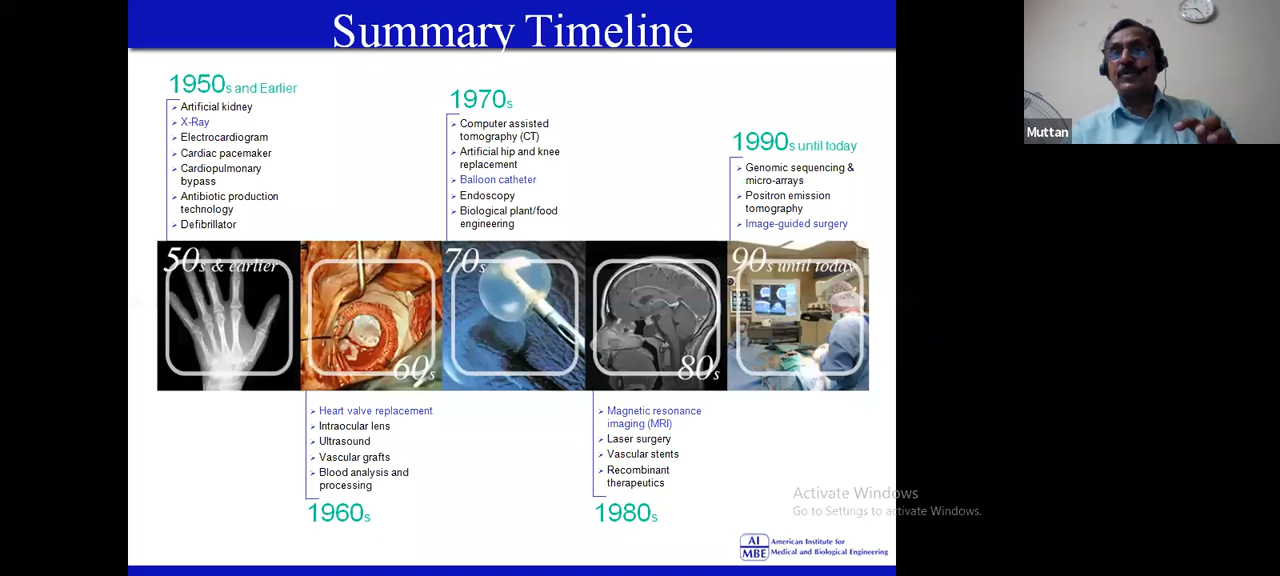 Summary Timeline
1950s and Earlier
Artificial kidney
X-Ray
Electrocardiogram
Cardiac pacemaker
Cardiopulmonary
bypass
Antibiotic production
technology
Defibrillator
1970s
Computer assisted
tomography (CT)
Artificial hip and knee
replacement
Balloon catheter
Endoscopy
Biological plant/food
engineering
1990s until today
Genomic sequencing &
micro-arrays
Positron emission
tomography
Image-guided surgery
50s & earlier
60s
70s
80s
90s until today
Heart valve replacement
Intraocular lens
Ultrasound
Vascular grafts
Blood analysis and
processing
1960s
Magnetic resonance
imaging (MRI)
Laser surgery
Vascular stents
Recombinant
therapeutics
1980s
AI
MBE
American Institute for
Medical and Biological Engineering
Muttan
Activate Windows
Go to Settings to activate Windows.